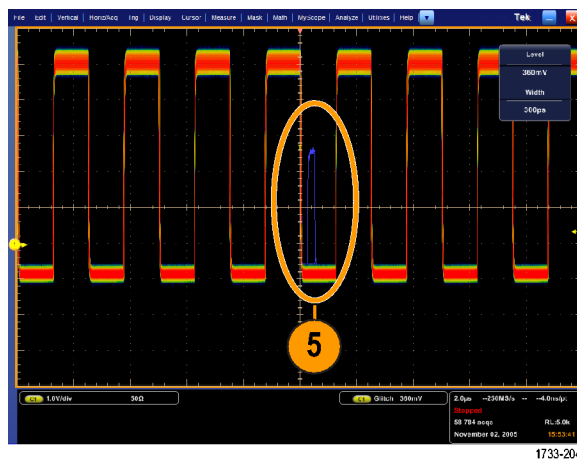 File Edit Vertical Horiz/Acq Trig Display Cursor Measure Mask Math MyScope Analyze Utilities Help Tek X
Level
360mV
Width
300ps
5
C1 1.0V/div 50Ω
C1 Glitch 360mV
2.0µs 250MS/s 4.0ns/pt
Stopped
58 784 acqs RL:5.0k
November 02, 2005 15:53:41
1733-204